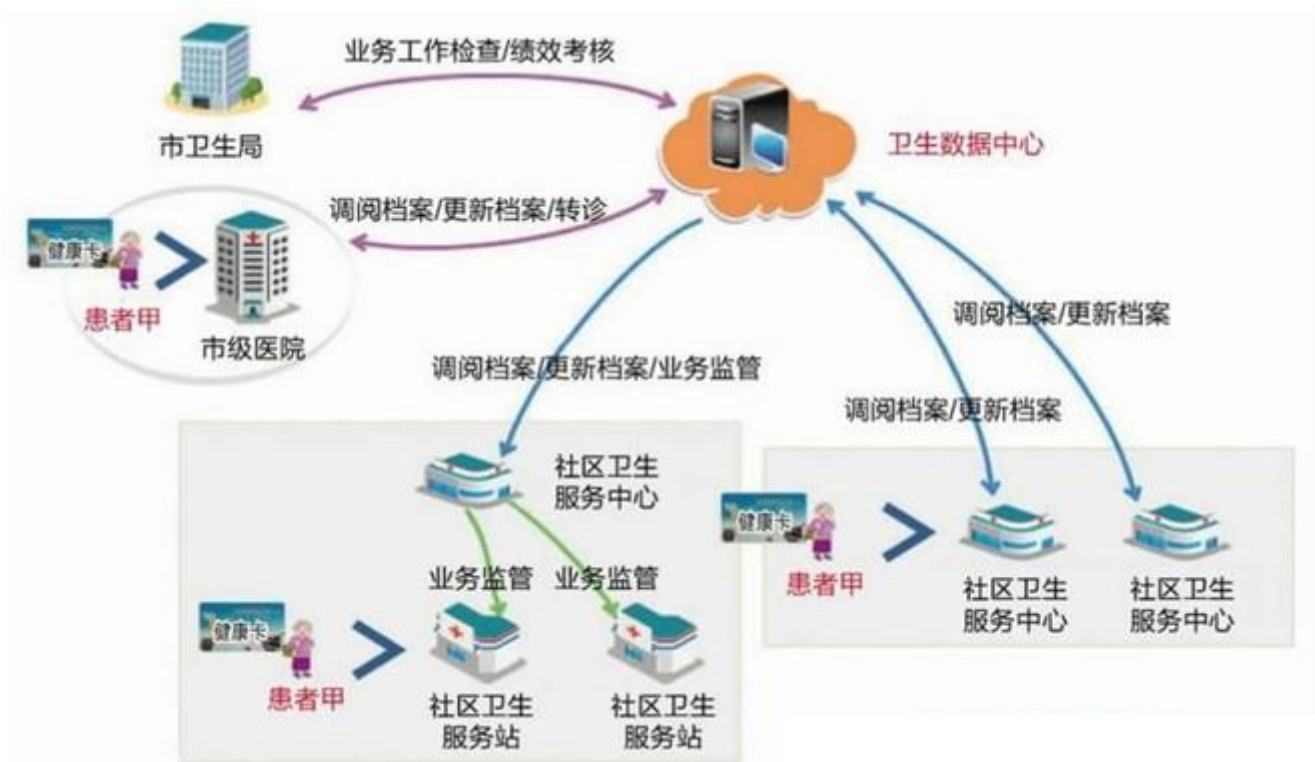 业务工作检查/绩效考核
市卫生局
卫生数据中心
调阅档案/更新档案/转诊
健康卡
患者甲
市级医院
调阅档案/更新档案
调阅档案/更新档案/业务监管
调阅档案/更新档案
社区卫生
服务中心
健康卡
患者甲
社区卫生
服务中心
社区卫生
服务中心
业务监管
业务监管
健康卡
患者甲
社区卫生
服务站
社区卫生
服务站